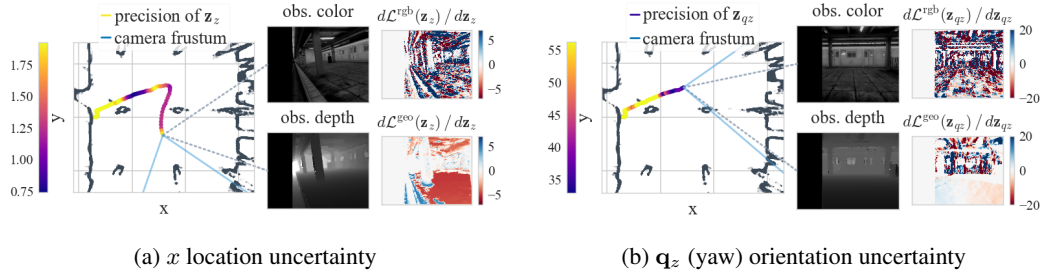 precision of z_z
camera frustum
1.75
1.50
1.25
1.00
0.75
y
x
obs. color
obs. depth
dℒ^rgb(z_z) / dz_z
5
0
−5
dℒ^geo(z_z) / dz_z
5
0
−5
(a) x location uncertainty
precision of z_qz
camera frustum
55
50
45
40
35
y
x
obs. color
obs. depth
dℒ^rgb(z_qz) / dz_qz
20
0
−20
dℒ^geo(z_qz) / dz_qz
20
0
−20
(b) q_z (yaw) orientation uncertainty